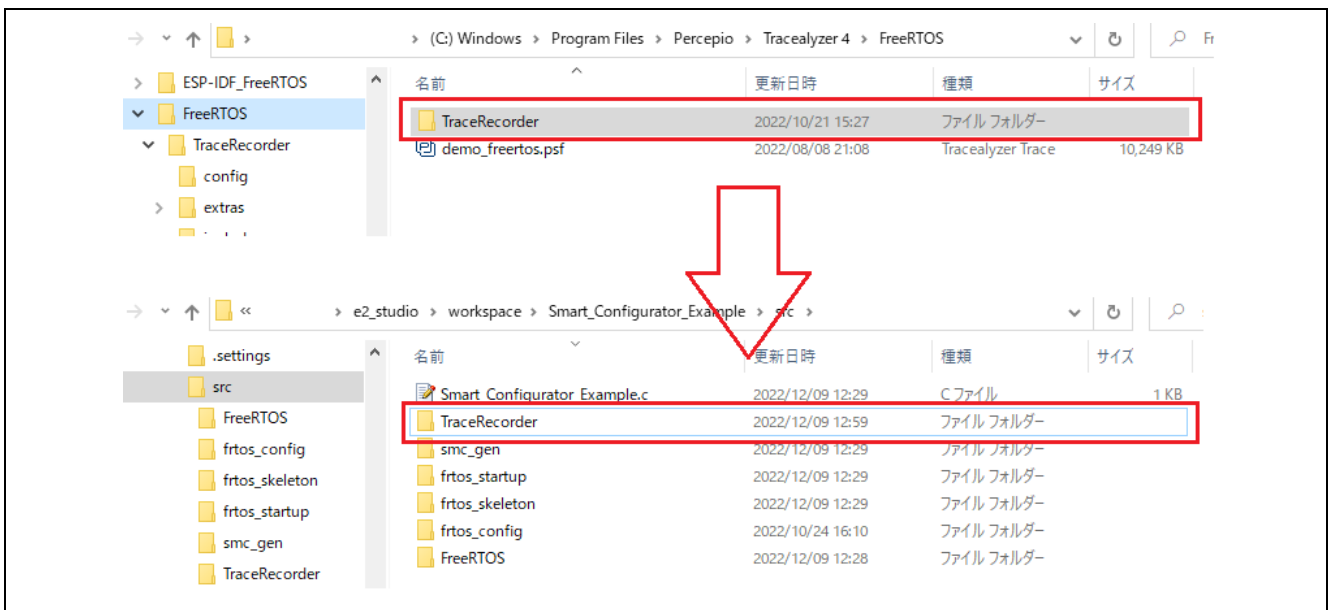 (C:) Windows > Program Files > Percepio > Tracealyzer 4 > FreeRTOS
ESP-IDF_FreeRTOS
FreeRTOS
TraceRecorder
config
extras
名前 更新日時 種類 サイズ
TraceRecorder 2022/10/21 15:27 ファイル フォルダー
demo_freertos.psf 2022/08/08 21:08 Tracealyzer Trace 10,249 KB
« > e2_studio > workspace > Smart_Configurator_Example > src >
.settings
src
FreeRTOS
frtos_config
frtos_skeleton
frtos_startup
smc_gen
TraceRecorder
名前 更新日時 種類 サイズ
Smart_Configurator_Example.c 2022/12/09 12:29 C ファイル 1 KB
TraceRecorder 2022/12/09 12:59 ファイル フォルダー
smc_gen 2022/12/09 12:29 ファイル フォルダー
frtos_startup 2022/12/09 12:29 ファイル フォルダー
frtos_skeleton 2022/12/09 12:29 ファイル フォルダー
frtos_config 2022/10/24 16:10 ファイル フォルダー
FreeRTOS 2022/12/09 12:28 ファイル フォルダー